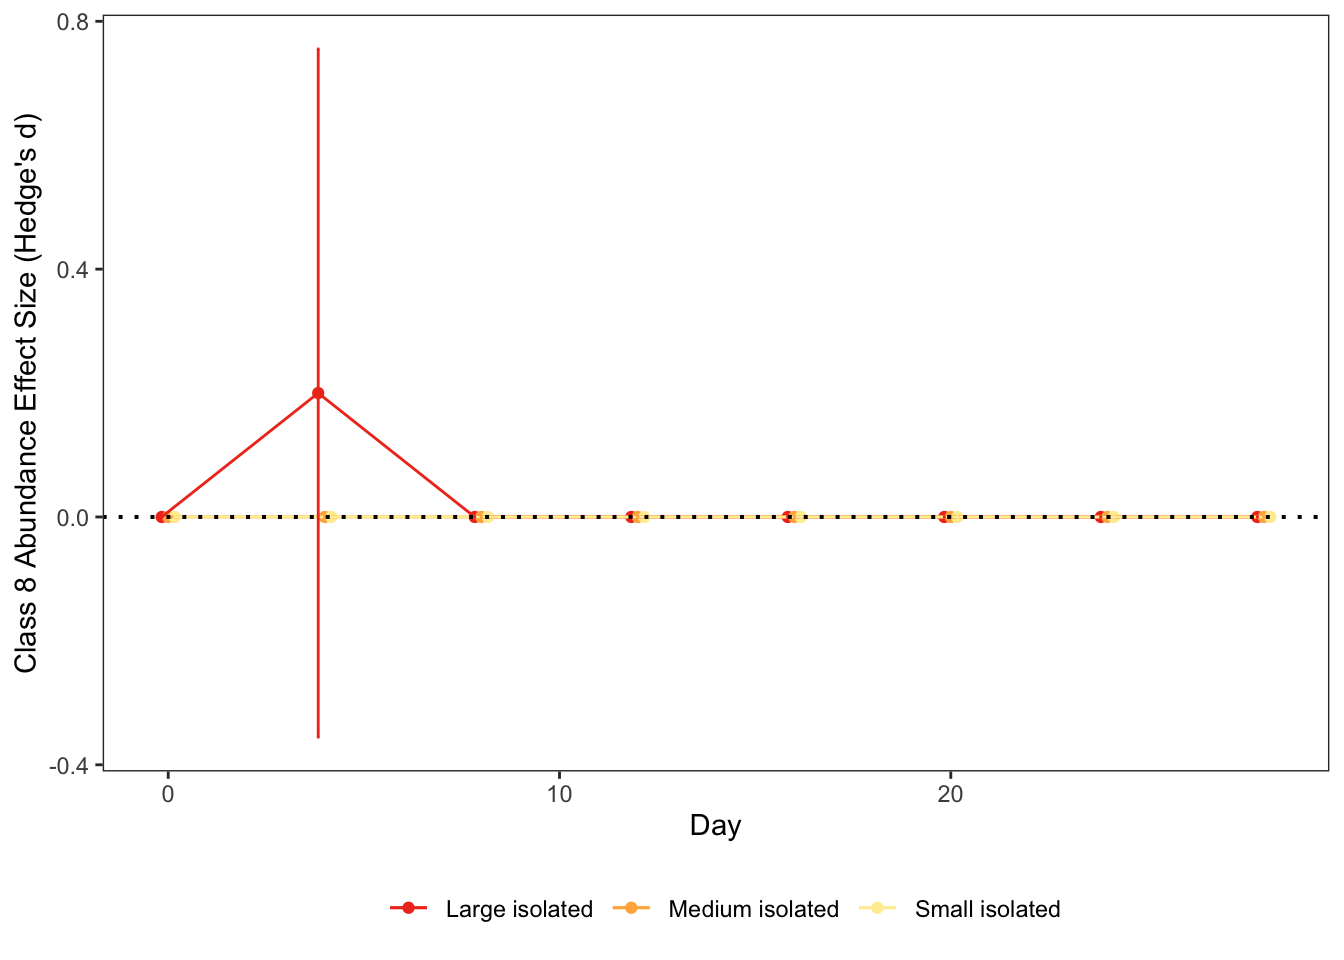 Class 8 Abundance Effect Size (Hedge's d)
0.8
0.4
0.0
-0.4
0
10
20
Day
Large isolated
Medium isolated
Small isolated